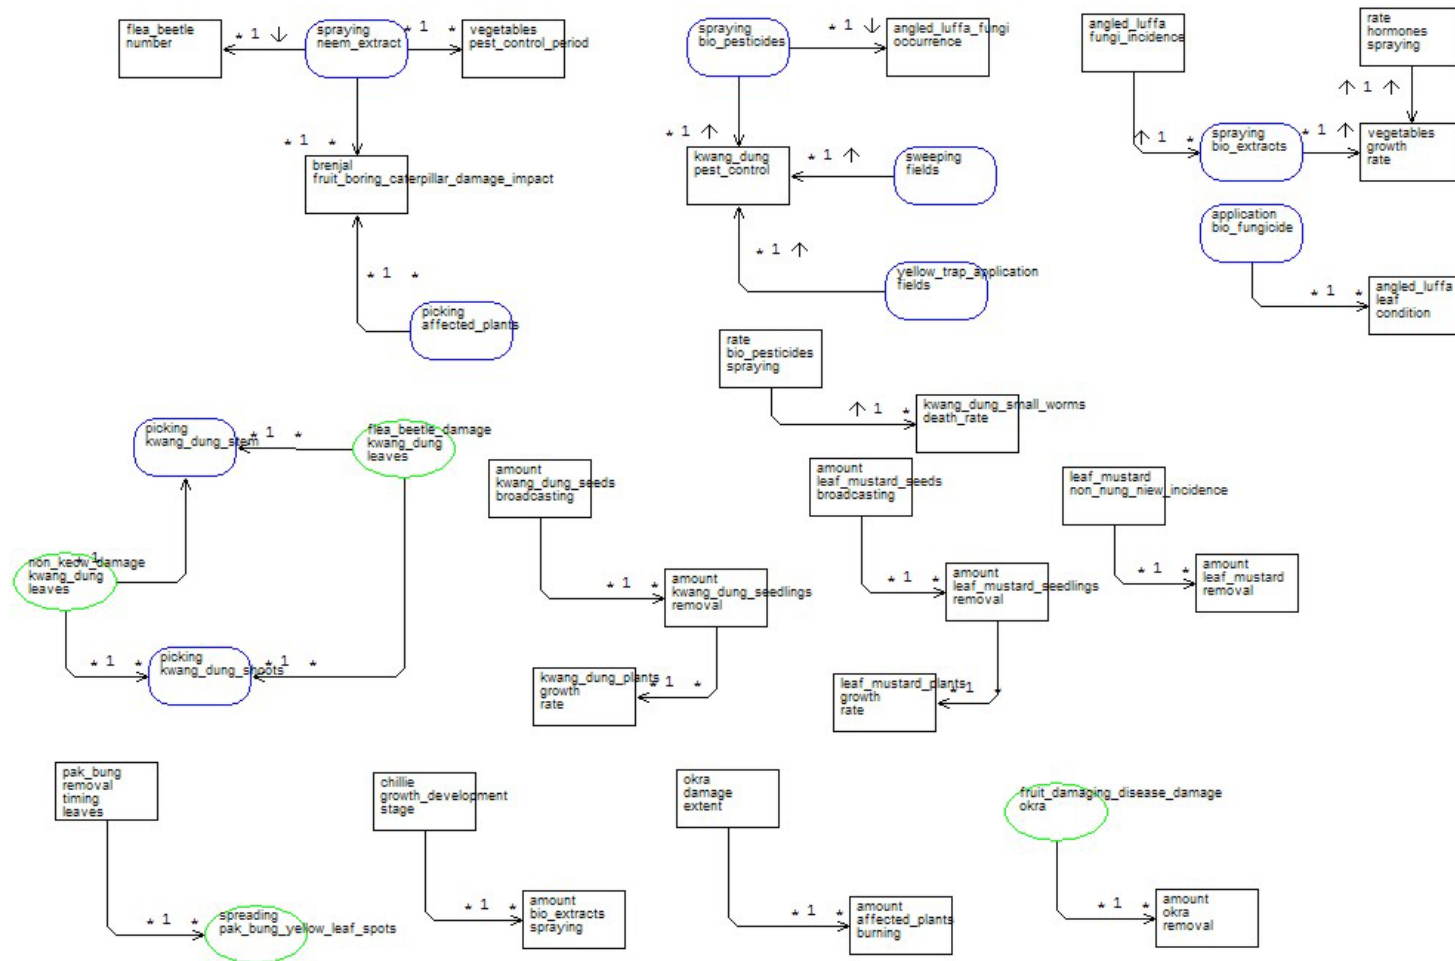 flea_beetle
number
* 1 ↓
spraying
neem_extract
* 1 *
vegetables
pest_control_period
spraying
bio_pesticides
* 1 ↓
angled_luffa_fungi
occurrence
angled_luffa
fungi_incidence
rate
hormones
spraying
↑ 1 ↑
* 1 *
brenjal
fruit_boring_caterpillar_damage_impact
* 1 ↑
kwang_dung
pest_control
* 1 ↑
sweeping
fields
↑ 1 *
spraying
bio_extracts
* 1 ↑
vegetables
growth
rate
application
bio_fungicide
* 1 *
picking
affected_plants
* 1 ↑
yellow_trap_application
fields
* 1 *
angled_luffa
leaf
condition
rate
bio_pesticides
spraying
↑ 1 *
kwang_dung_small_worms
death_rate
picking
kwang_dung_stem
* 1 *
flea_beetle_damage
kwang_dung
leaves
amount
kwang_dung_seeds
broadcasting
amount
leaf_mustard_seeds
broadcasting
leaf_mustard
non_nung_niew_incidence
* 1
non_keow_damage
kwang_dung
leaves
* 1 *
amount
kwang_dung_seedlings
removal
* 1 *
amount
leaf_mustard_seedlings
removal
* 1 *
amount
leaf_mustard
removal
* 1 *
picking
kwang_dung_shoots
* 1 *
kwang_dung_plants
growth
rate
* 1 *
leaf_mustard_plants
growth
rate
* 1 *
pak_bung
removal
timing
leaves
chillie
growth_development
stage
okra
damage
extent
fruit_damaging_disease_damage
okra
* 1 *
spreading
pak_bung_yellow_leaf_spots
* 1 *
amount
bio_extracts
spraying
* 1 *
amount
affected_plants
burning
* 1 *
amount
okra
removal